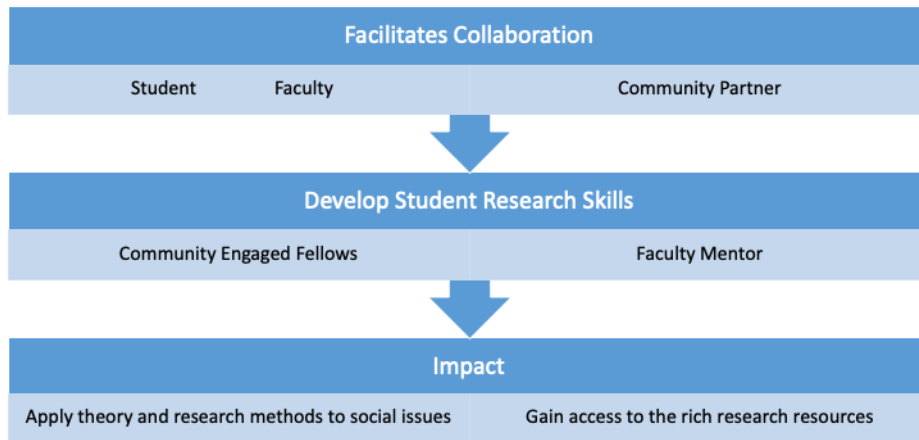 Facilitates Collaboration
Student Faculty Community Partner
Develop Student Research Skills
Community Engaged Fellows Faculty Mentor
Impact
Apply theory and research methods to social issues Gain access to the rich research resources